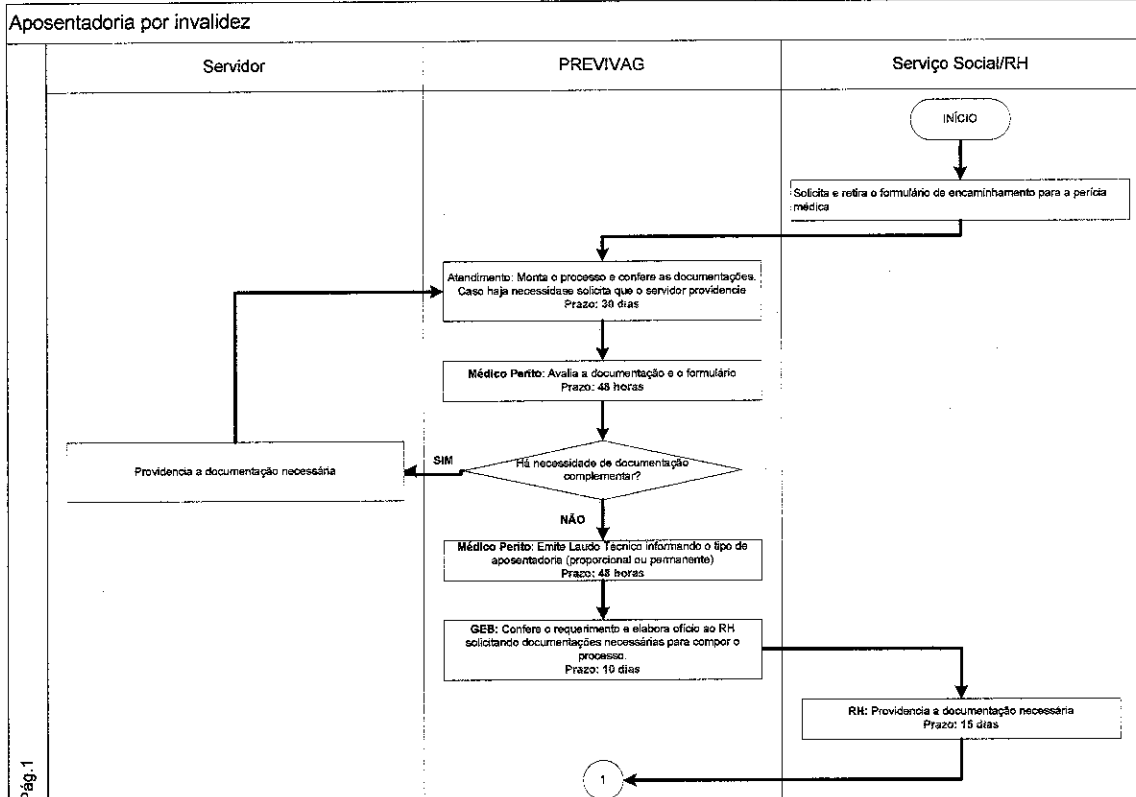 Aposentadoria por invalidez
Servidor
PREVIVAG
Serviço Social/RH
INÍCIO
Solicita e retira o formulário de encaminhamento para a perícia
médica
Atendimento: Monta o processo e confere as documentações.
Caso haja necessidase solicita que o servidor providencie
Prazo: 30 dias
Médico Perito: Avalia a documentação e o formulário
Prazo: 48 horas
Há necessidade de documentação
complementar?
SIM
Providencia a documentação necessária
NÃO
Médico Perito: Emite Laudo Técnico informando o tipo de
aposentadoria (proporcional ou permanente)
Prazo: 48 horas
GEB: Confere o requerimento e elabora ofício ao RH
solicitando documentações necessárias para compor o
processo.
Prazo: 10 dias
RH: Providencia a documentação necessária
Prazo: 15 dias
1
Pág.1